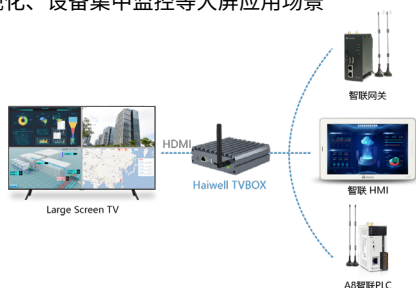 视化、设备集中监控等大屏应用场景
智联网关
HDMI
Haiwell TVBOX
智联 HMI
Large Screen TV
A8智联PLC